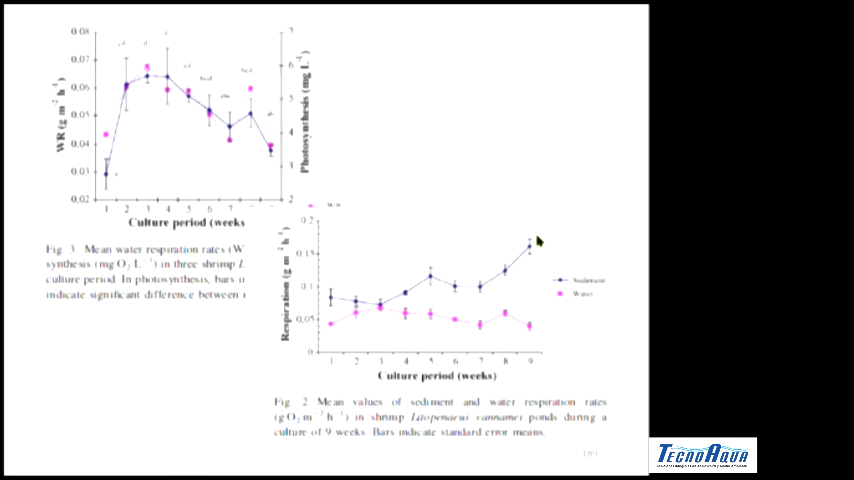 0.08
0.07
0.06
0.05
0.04
0.03
0.02
WR (g m⁻² h⁻¹)
7
6
5
4
3
2
Photosynthesis (mg L⁻¹)
1 2 3 4 5 6 7
Culture period (weeks
Fig. 3 Mean water respiration rates (W
synthesis (mg O₂ L⁻¹) in three shrimp L.
culture period. In photosynthesis, bars
indicate significant difference between
0.2
0.15
0.1
0.05
0
Respiration (g m⁻² h⁻¹)
1 2 3 4 5 6 7 8 9
Culture period (weeks)
Sediment
Water
Fig. 2 Mean values of sediment and water respiration rates
(g O₂ m⁻² h⁻¹) in shrimp Litopenaeus vannamei ponds during a
culture of 9 weeks. Bars indicate standard error means.
TECNOAQUA